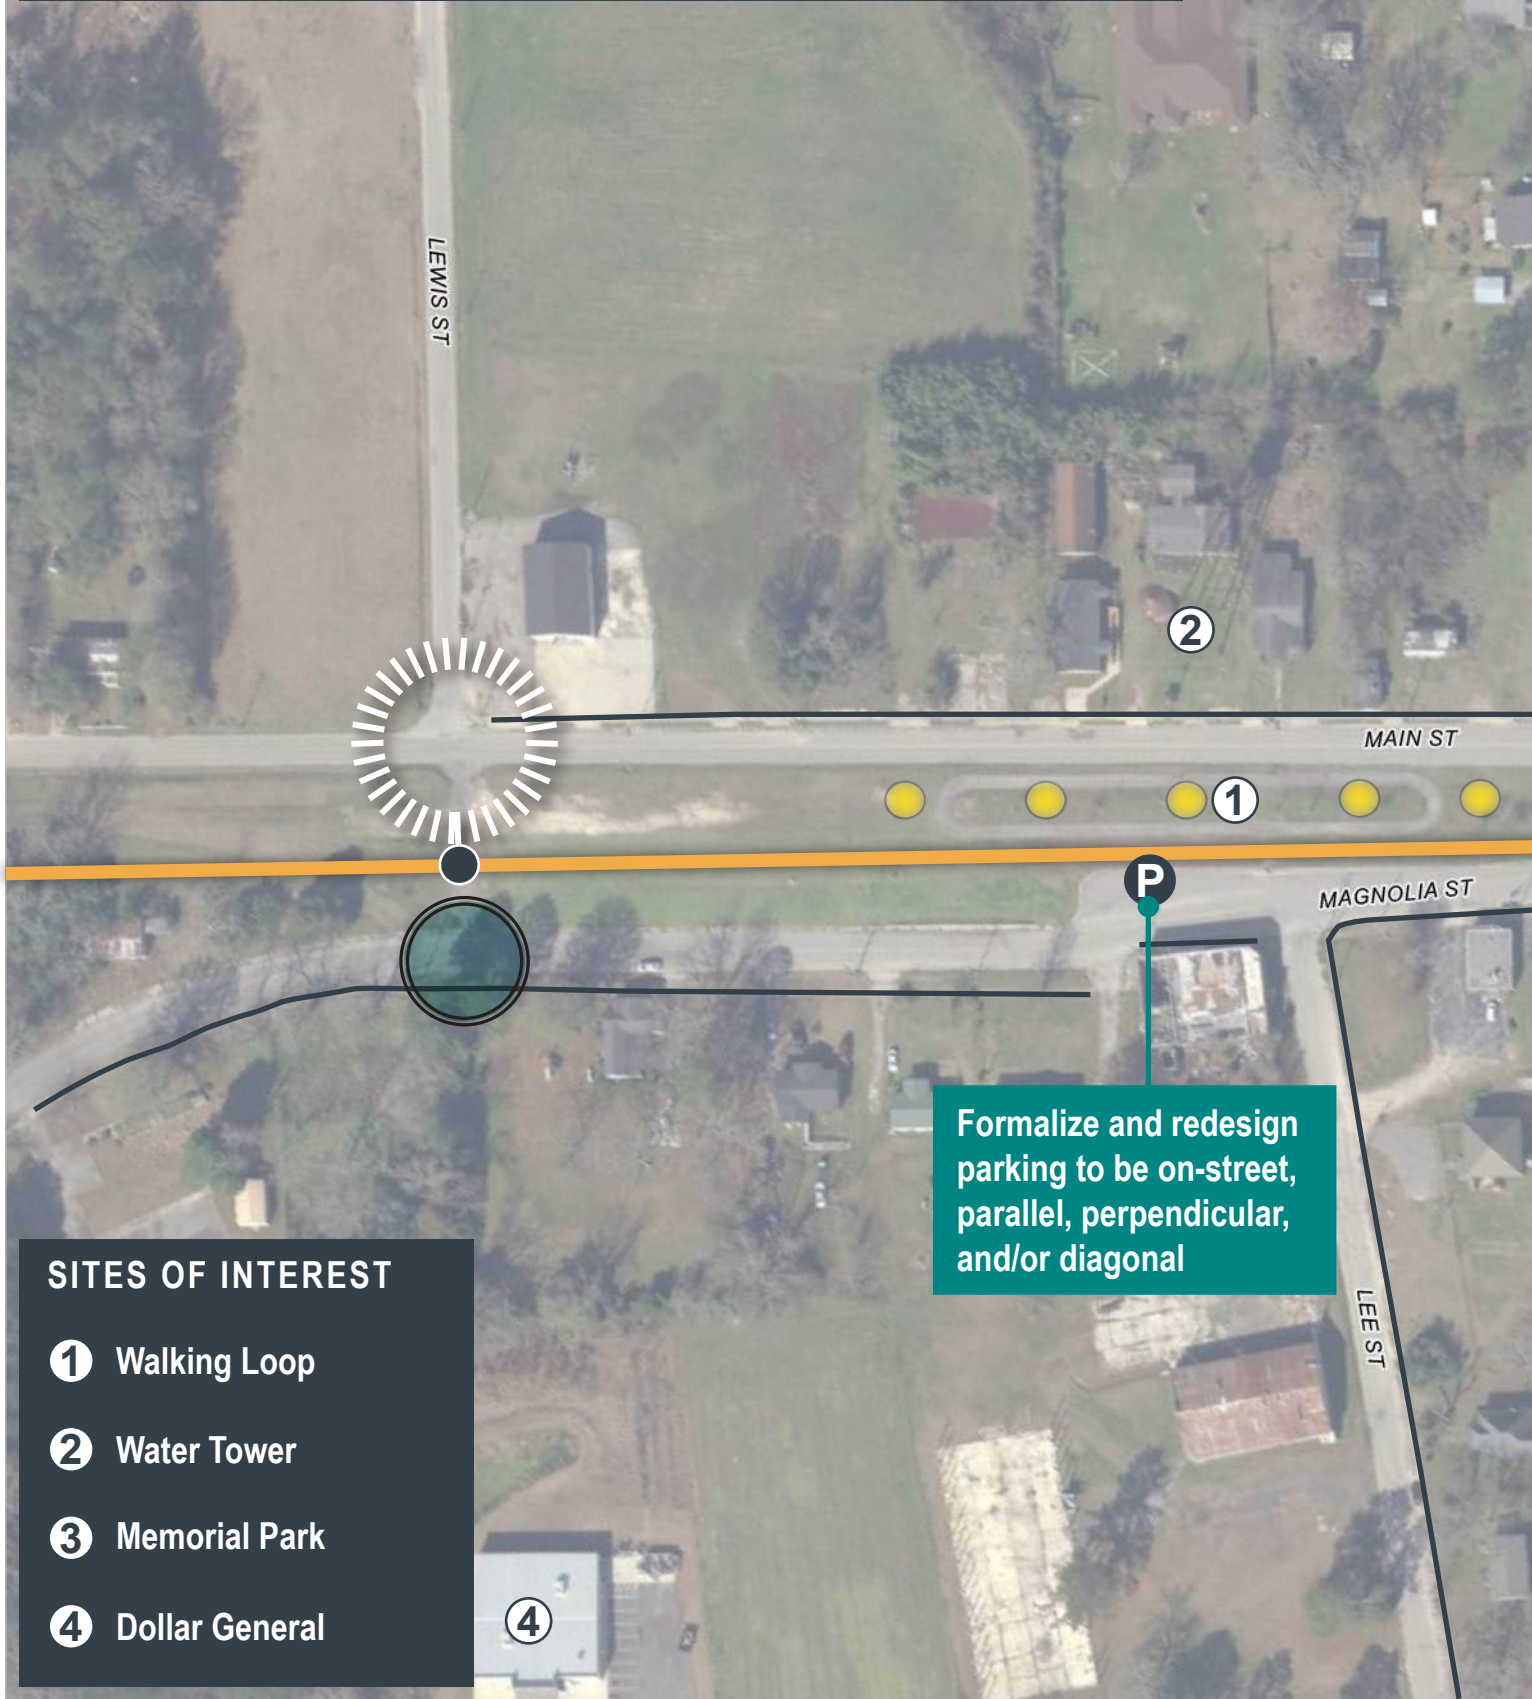 LEWIS ST
2
MAIN ST
1
P
MAGNOLIA ST
Formalize and redesign
parking to be on-street,
parallel, perpendicular,
and/or diagonal
LEE ST
SITES OF INTEREST
1 Walking Loop
2 Water Tower
3 Memorial Park
4 Dollar General
4